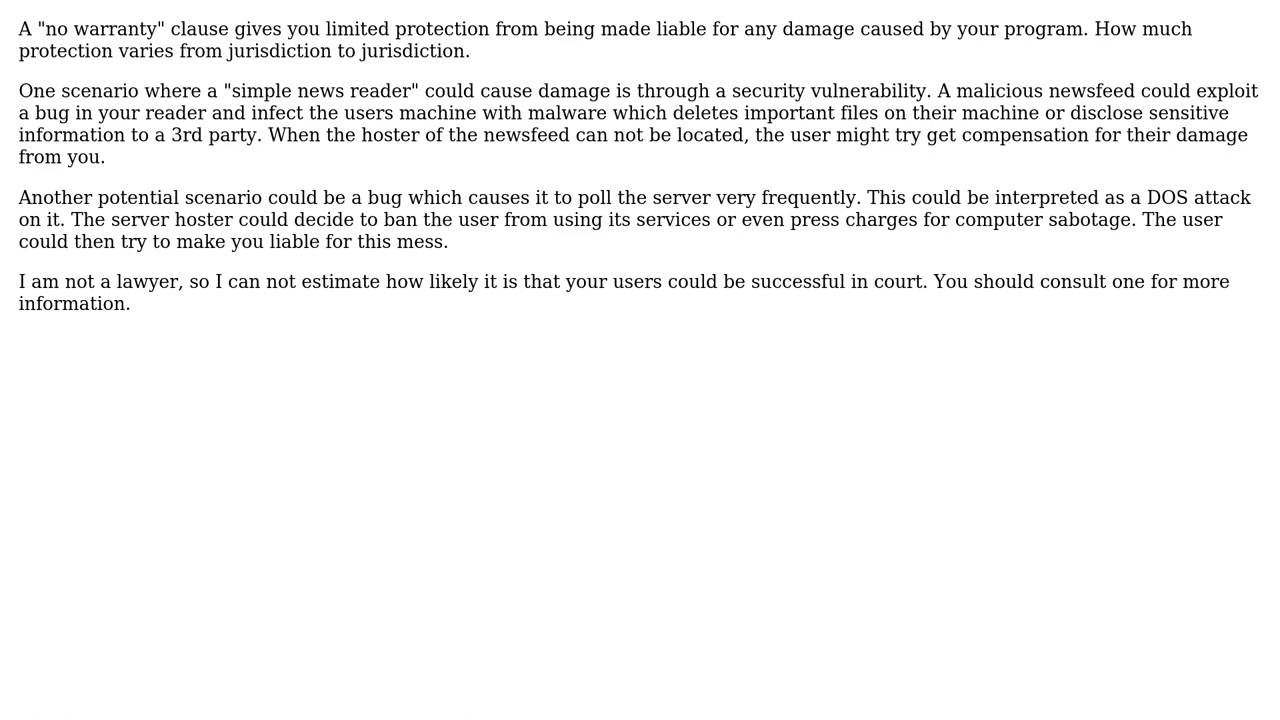 A "no warranty" clause gives you limited protection from being made liable for any damage caused by your program. How much
protection varies from jurisdiction to jurisdiction.
One scenario where a "simple news reader" could cause damage is through a security vulnerability. A malicious newsfeed could exploit
a bug in your reader and infect the users machine with malware which deletes important files on their machine or disclose sensitive
information to a 3rd party. When the hoster of the newsfeed can not be located, the user might try get compensation for their damage
from you.
Another potential scenario could be a bug which causes it to poll the server very frequently. This could be interpreted as a DOS attack
on it. The server hoster could decide to ban the user from using its services or even press charges for computer sabotage. The user
could then try to make you liable for this mess.
I am not a lawyer, so I can not estimate how likely it is that your users could be successful in court. You should consult one for more
information.